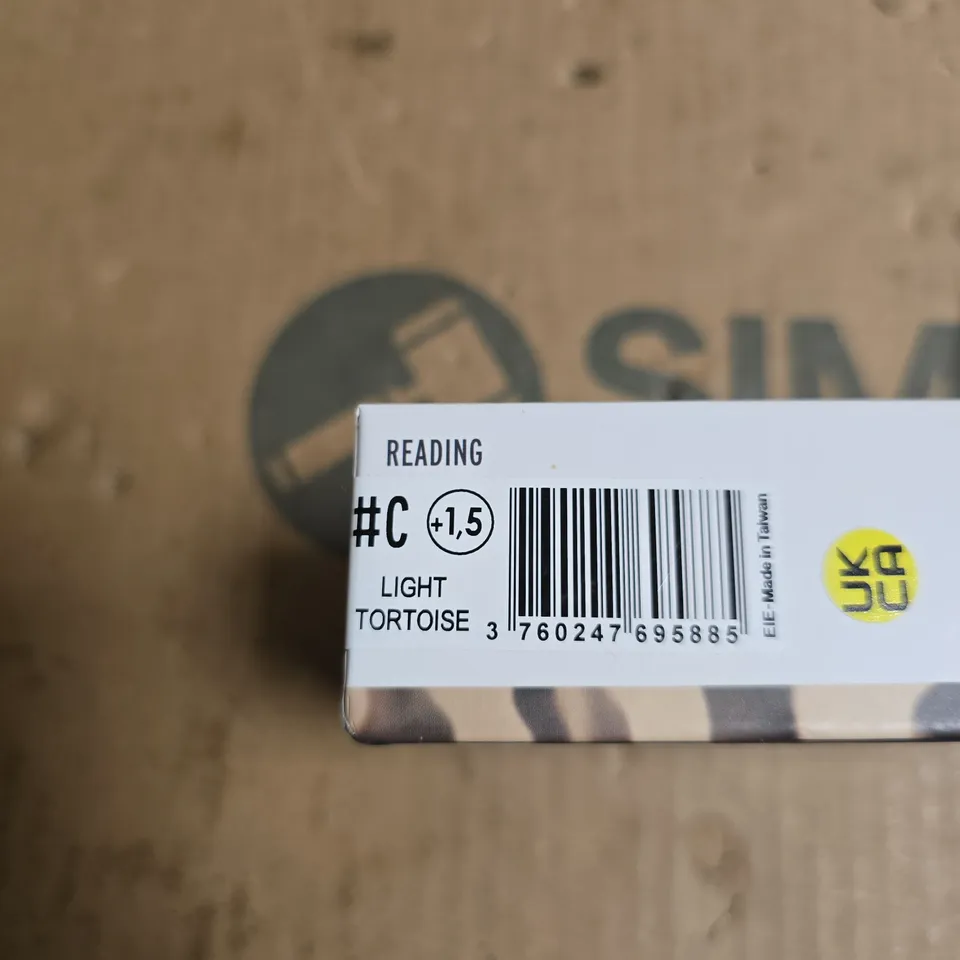 SIM
READING
#C +1,5
LIGHT
TORTOISE
3 760247 695885
EIE-Made in Taiwan
UK
CA